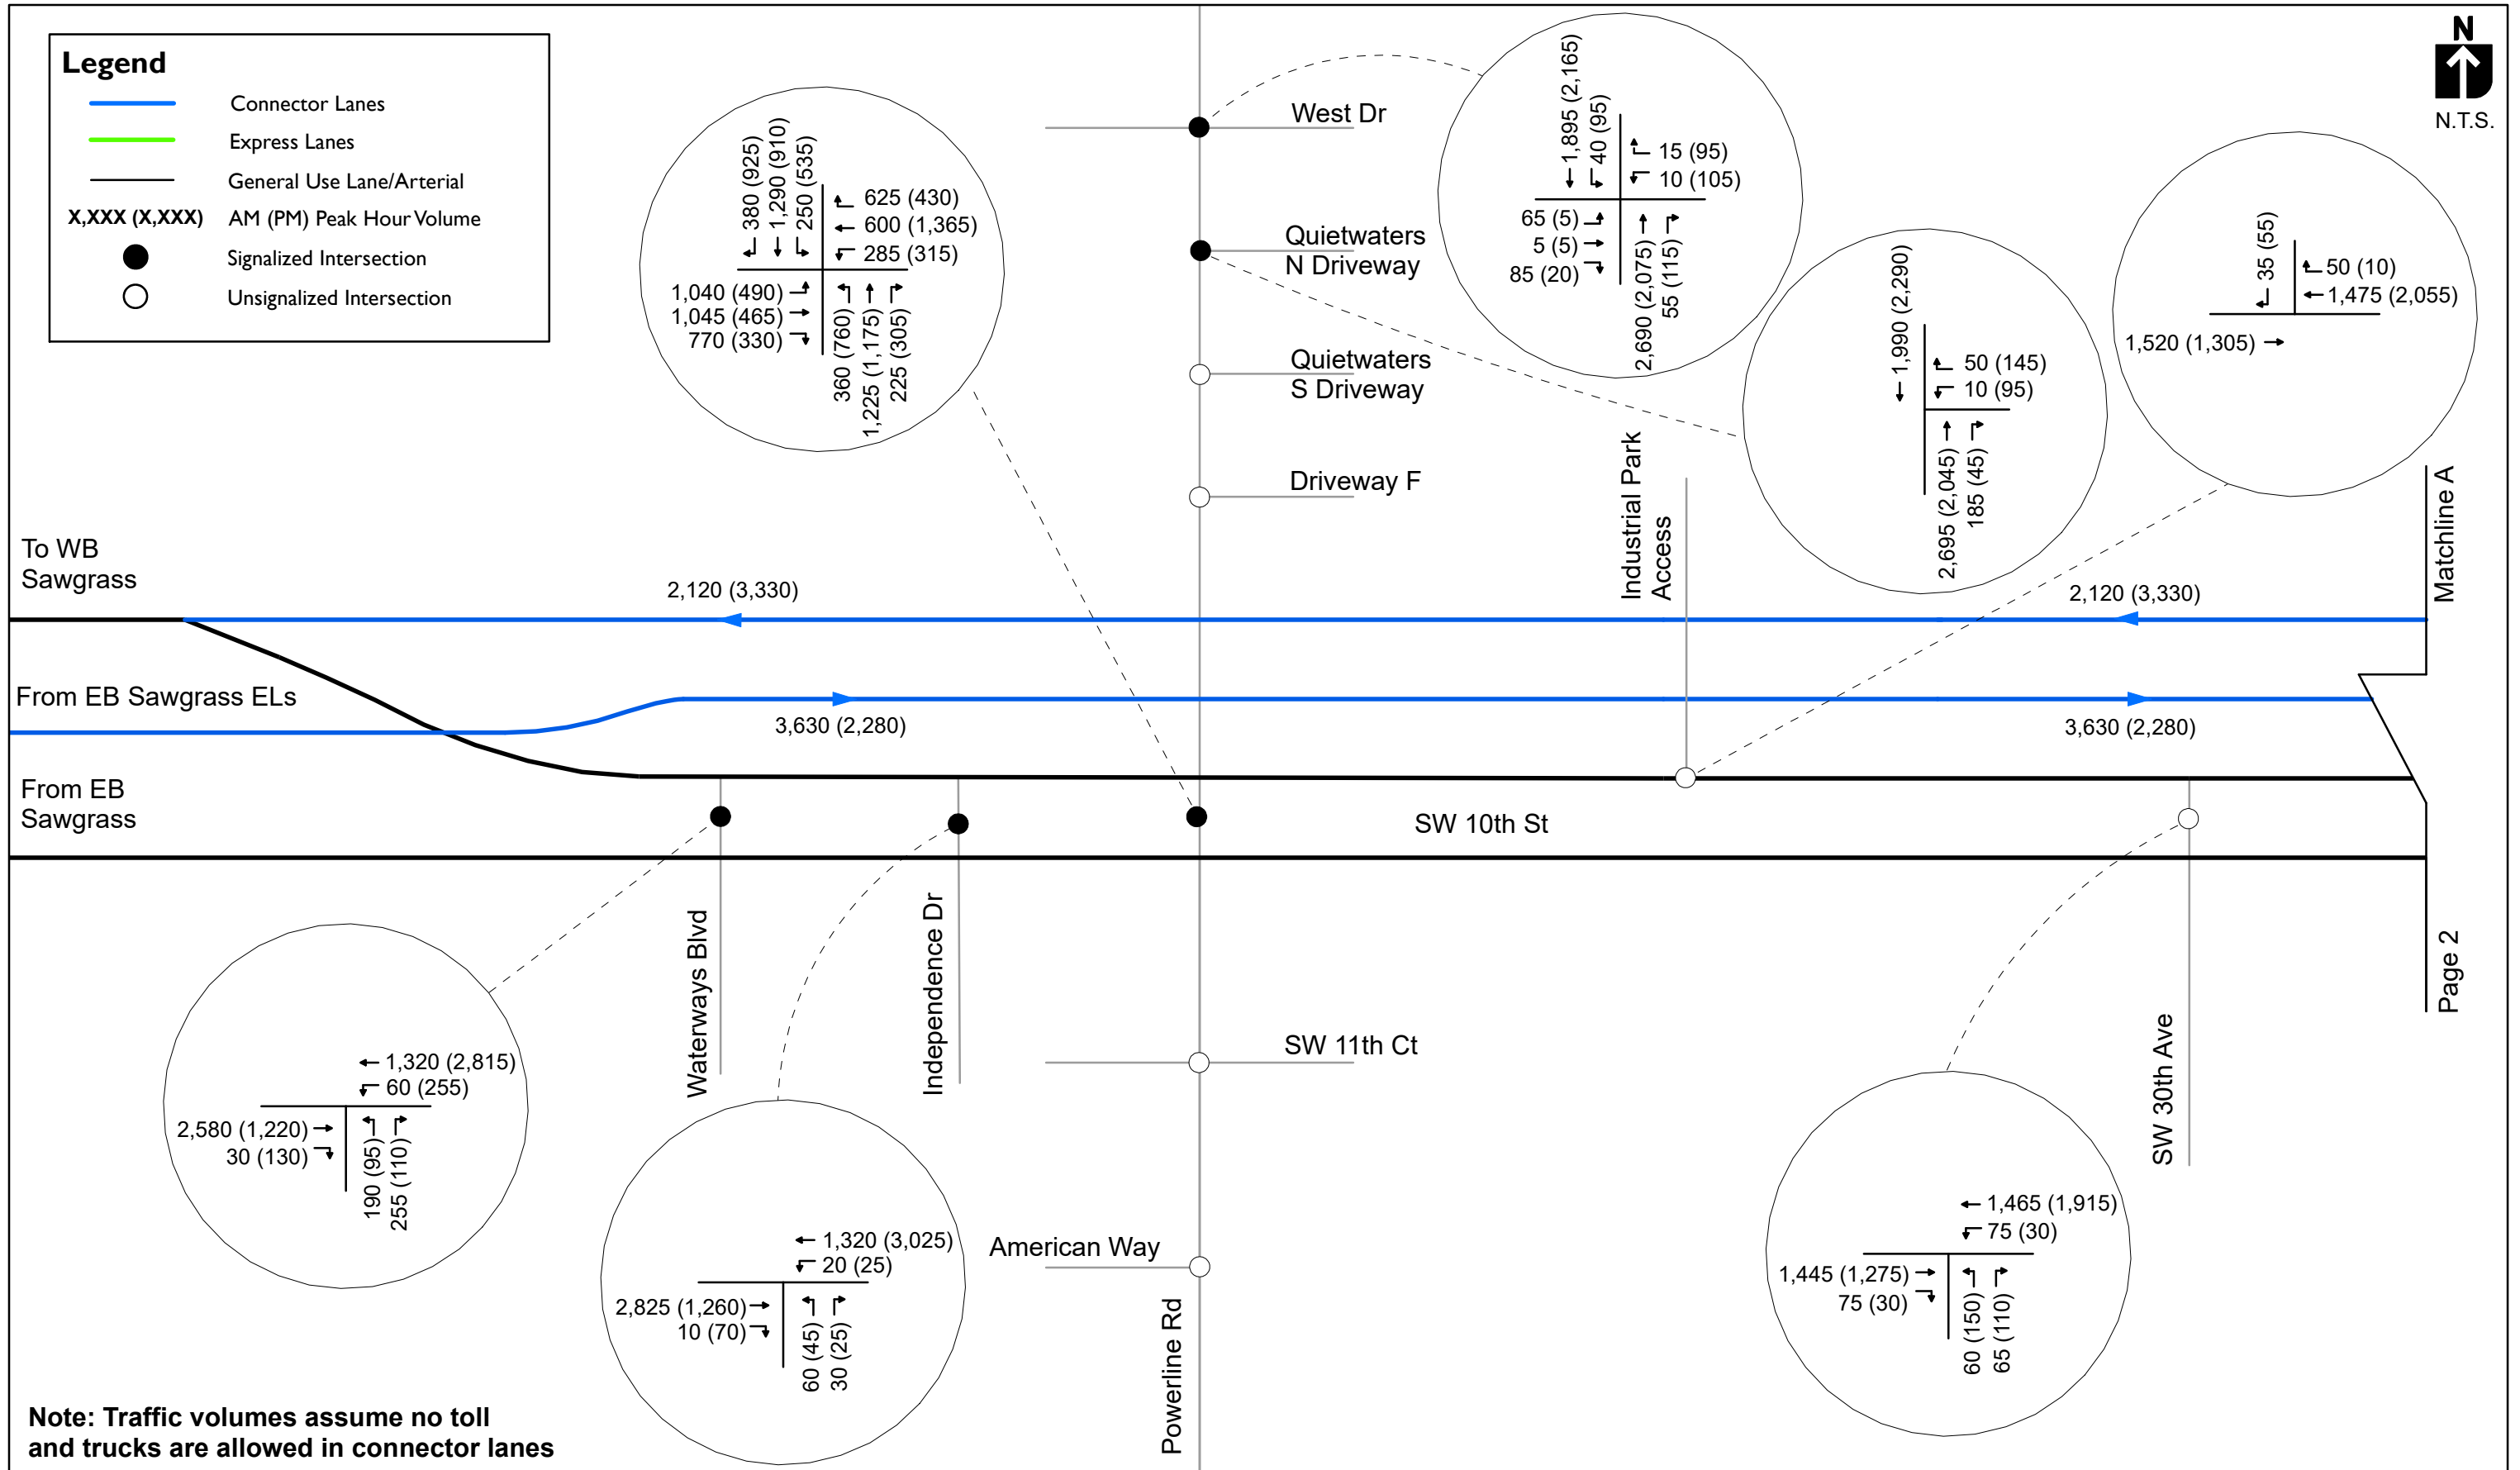 Legend
Connector Lanes
Express Lanes
General Use Lane/Arterial
X,XXX (X,XXX) AM (PM) Peak Hour Volume
Signalized Intersection
Unsignalized Intersection
N
N.T.S.
380 (925)
1,290 (910)
250 (535)
625 (430)
600 (1,365)
285 (315)
1,040 (490)
1,045 (465)
770 (330)
360 (760)
1,225 (1,175)
225 (305)
West Dr
Quietwaters
N Driveway
Quietwaters
S Driveway
Driveway F
1,895 (2,165)
40 (95)
15 (95)
10 (105)
65 (5)
5 (5)
85 (20)
2,690 (2,075)
55 (115)
1,990 (2,290)
50 (145)
10 (95)
2,695 (2,045)
185 (45)
35 (55)
50 (10)
1,475 (2,055)
1,520 (1,305)
Industrial Park
Access
Matchline A
To WB
Sawgrass
2,120 (3,330)
2,120 (3,330)
From EB Sawgrass ELs
3,630 (2,280)
3,630 (2,280)
From EB
Sawgrass
SW 10th St
Waterways Blvd
Independence Dr
SW 11th Ct
American Way
Powerline Rd
SW 30th Ave
Page 2
1,320 (2,815)
60 (255)
2,580 (1,220)
30 (130)
190 (95)
255 (110)
1,320 (3,025)
20 (25)
2,825 (1,260)
10 (70)
60 (45)
30 (25)
1,465 (1,915)
75 (30)
1,445 (1,275)
75 (30)
60 (150)
65 (110)
Note: Traffic volumes assume no toll
and trucks are allowed in connector lanes